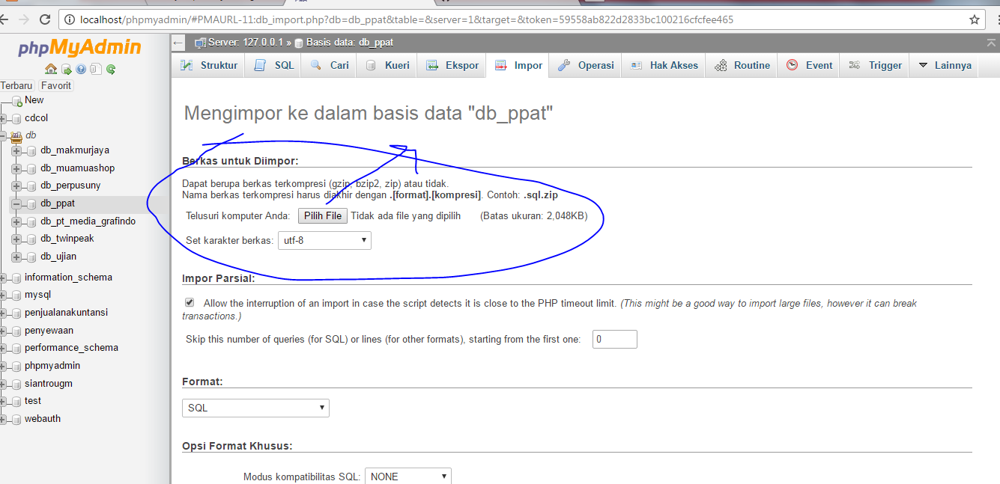 localhost/phpmyadmin/#PMAURL-11:db_import.php?db=db_ppat&table=&server=1&target=&token=59558ab822d2833bc100216cfcfee465
phpMyAdmin
Terbaru Favorit
New
cdcol
db
db_makmurjaya
db_muamuashop
db_perpusuny
db_ppat
db_pt_media_grafindo
db_twinpeak
db_ujian
information_schema
mysql
penjualanakuntansi
penyewaan
performance_schema
phpmyadmin
siantrougm
test
webauth
Server: 127.0.0.1 » Basis data: db_ppat
Struktur SQL Cari Kueri Ekspor Impor Operasi Hak Akses Routine Event Trigger Lainnya
Mengimpor ke dalam basis data "db_ppat"
Berkas untuk Diimpor:
Dapat berupa berkas terkompresi (gzip, bzip2, zip) atau tidak.
Nama berkas terkompresi harus diakhir dengan .[format].[kompresi]. Contoh: .sql.zip
Telusuri komputer Anda: Pilih File Tidak ada file yang dipilih (Batas ukuran: 2,048KB)
Set karakter berkas: utf-8
Impor Parsial:
Allow the interruption of an import in case the script detects it is close to the PHP timeout limit. (This might be a good way to import large files, however it can break
transactions.)
Skip this number of queries (for SQL) or lines (for other formats), starting from the first one: 0
Format:
SQL
Opsi Format Khusus:
Modus kompatibilitas SQL: NONE